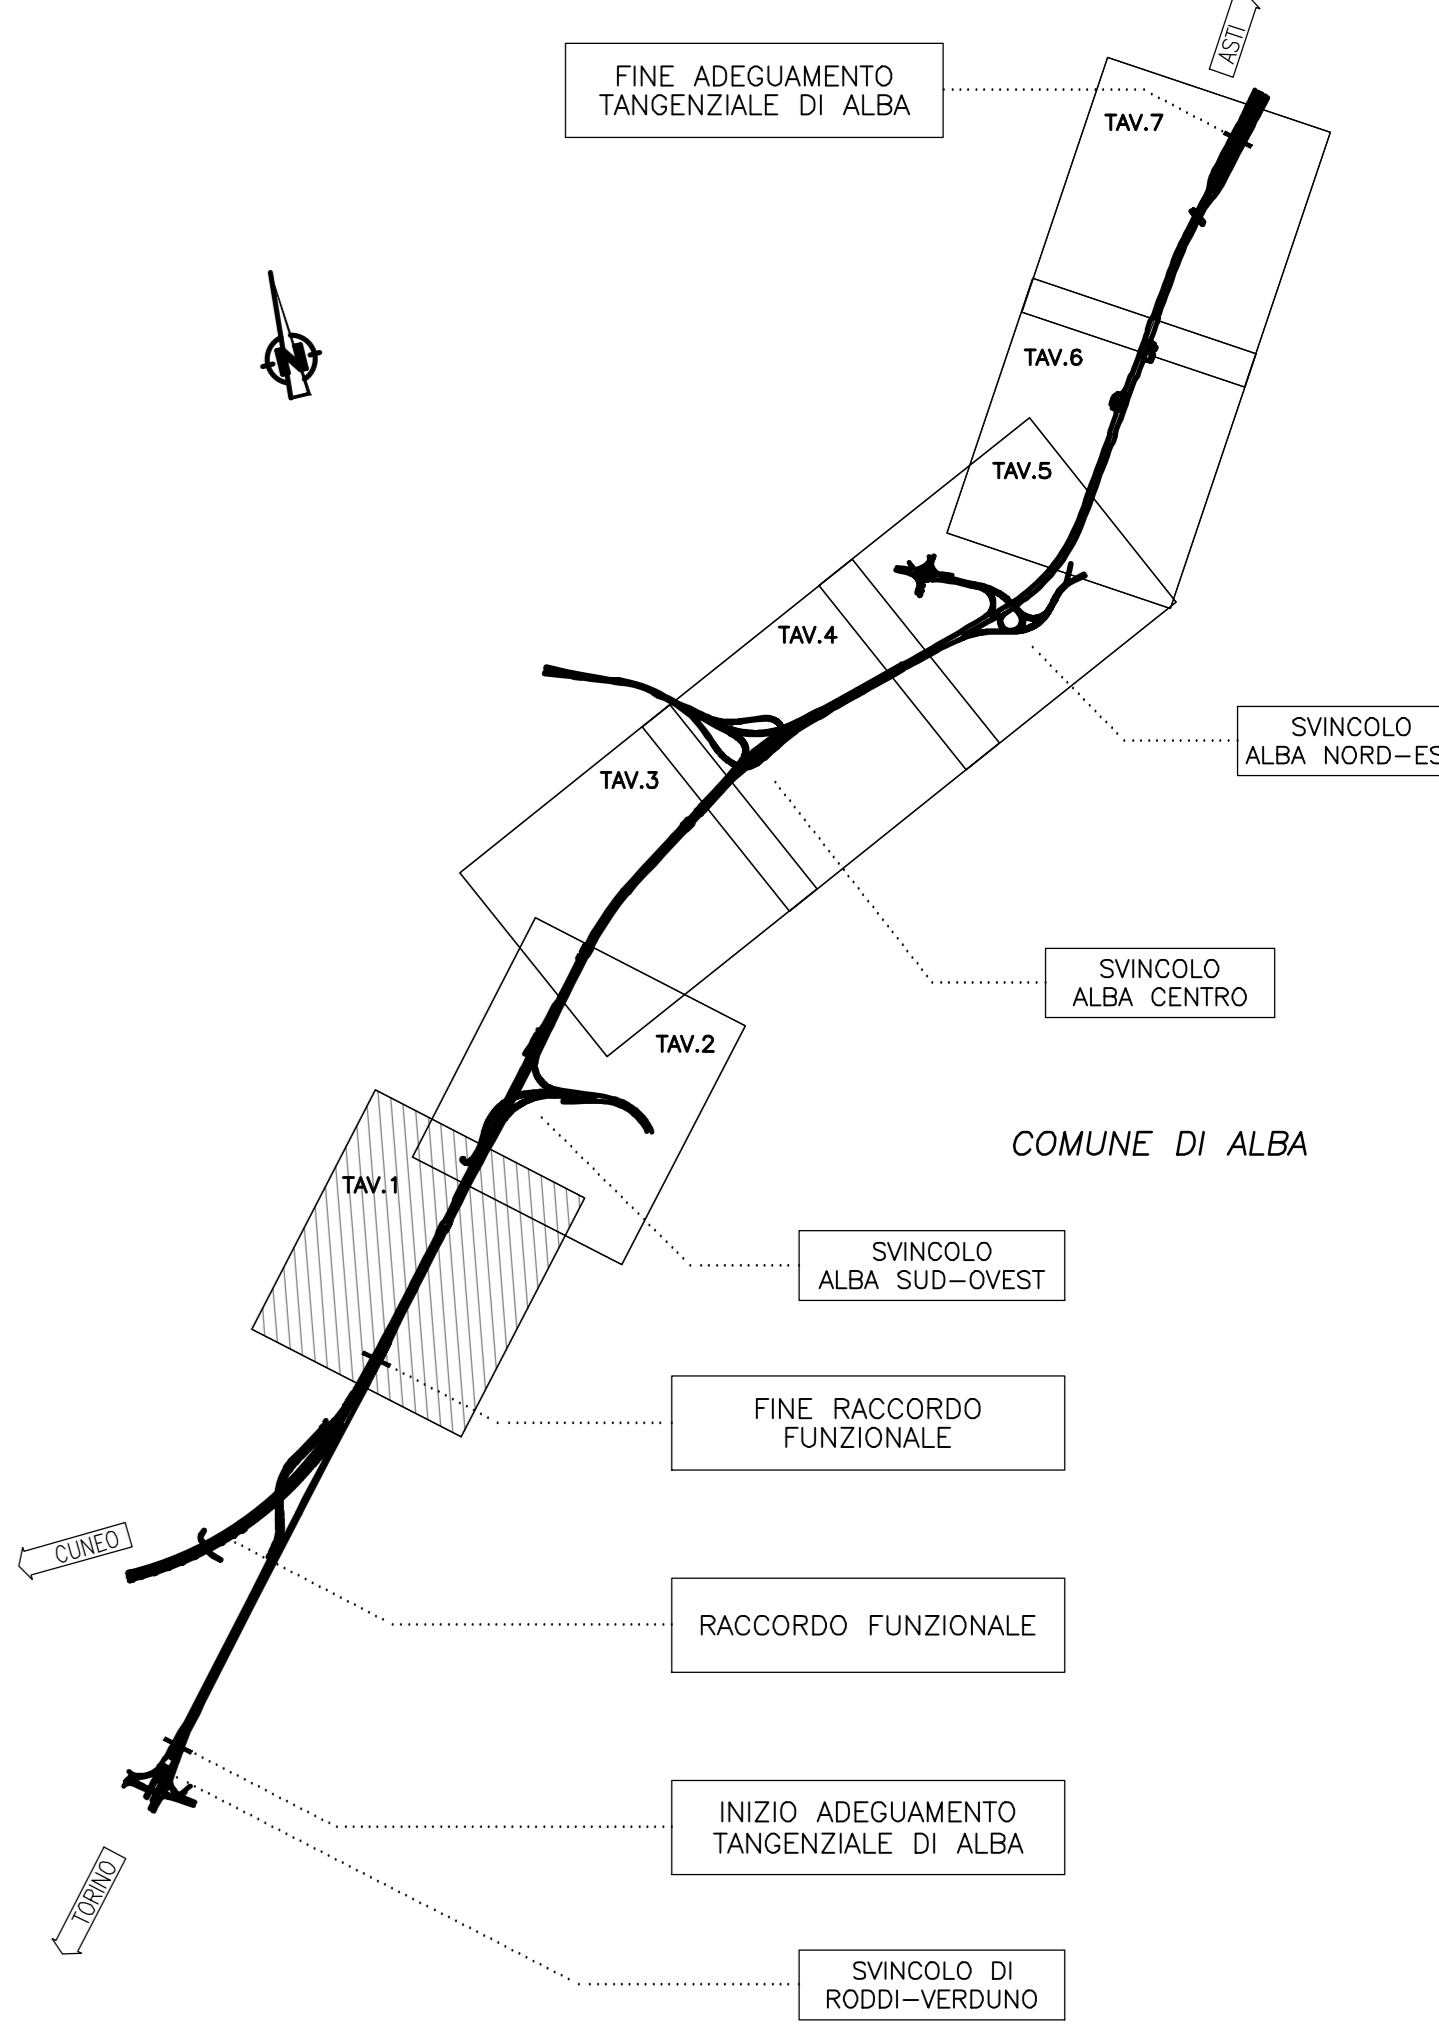 ASTI
FINE ADEGUAMENTO
TANGENZIALE DI ALBA
TAV.7
N
TAV.6
TAV.5
TAV.4
SVINCOLO
ALBA NORD-ES
TAV.3
SVINCOLO
ALBA CENTRO
TAV.2
COMUNE DI ALBA
TAV.1
SVINCOLO
ALBA SUD-OVEST
FINE RACCORDO
FUNZIONALE
CUNEO
RACCORDO FUNZIONALE
INIZIO ADEGUAMENTO
TANGENZIALE DI ALBA
TORINO
SVINCOLO DI
RODDI-VERDUNO